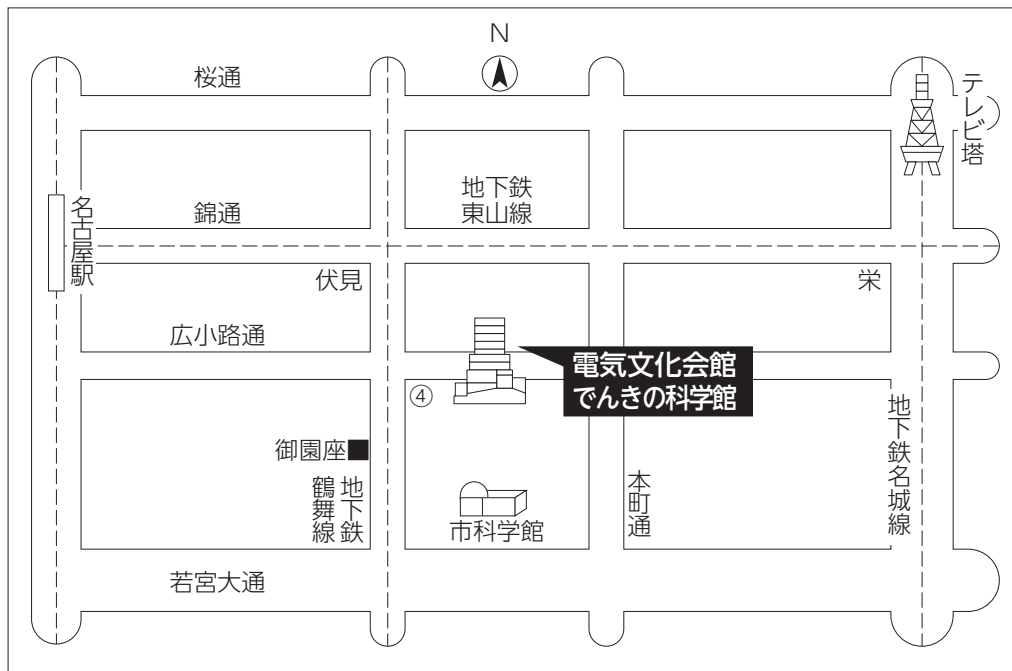 N
桜通
テレビ塔
地下鉄
東山線
錦通
名古屋駅
伏見
栄
広小路通
電気文化会館
でんきの科学館
④
地下鉄名城線
御園座
地下鉄
鶴舞線
本町通
市科学館
若宮大通